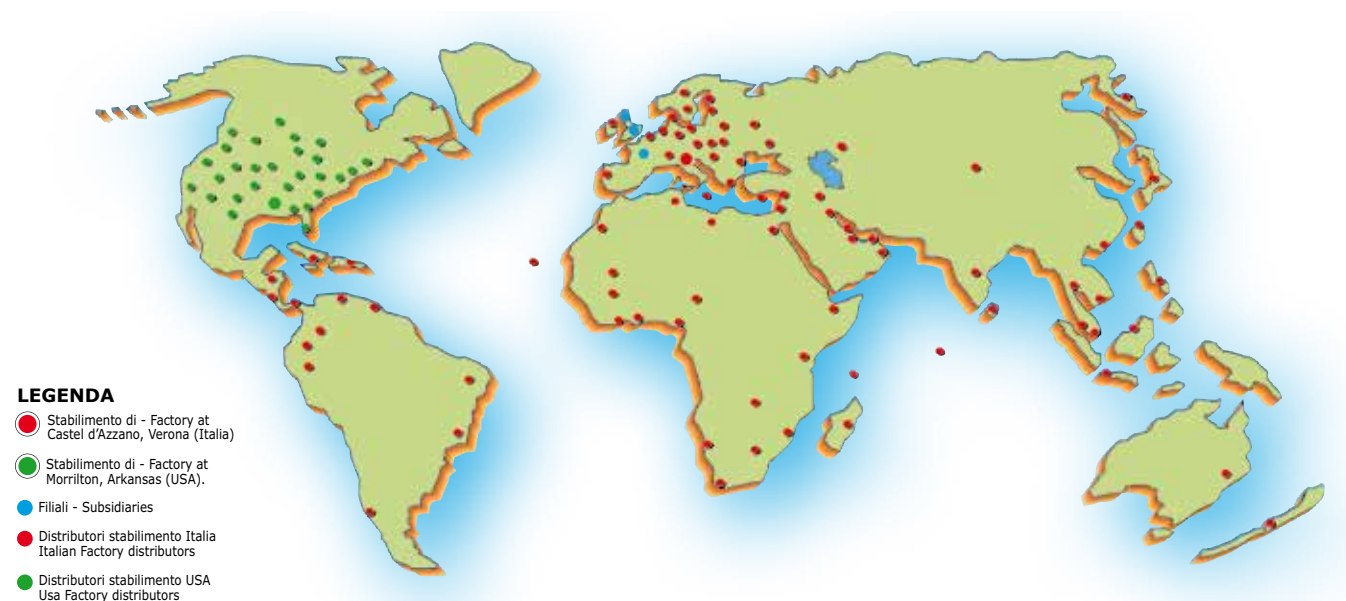 LEGENDA
Stabilimento di - Factory at
Castel d'Azzano, Verona (Italia)
Stabilimento di - Factory at
Morrilton, Arkansas (USA).
Filiali - Subsidiaries
Distributori stabilimento Italia
Italian Factory distributors
Distributori stabilimento USA
Usa Factory distributors